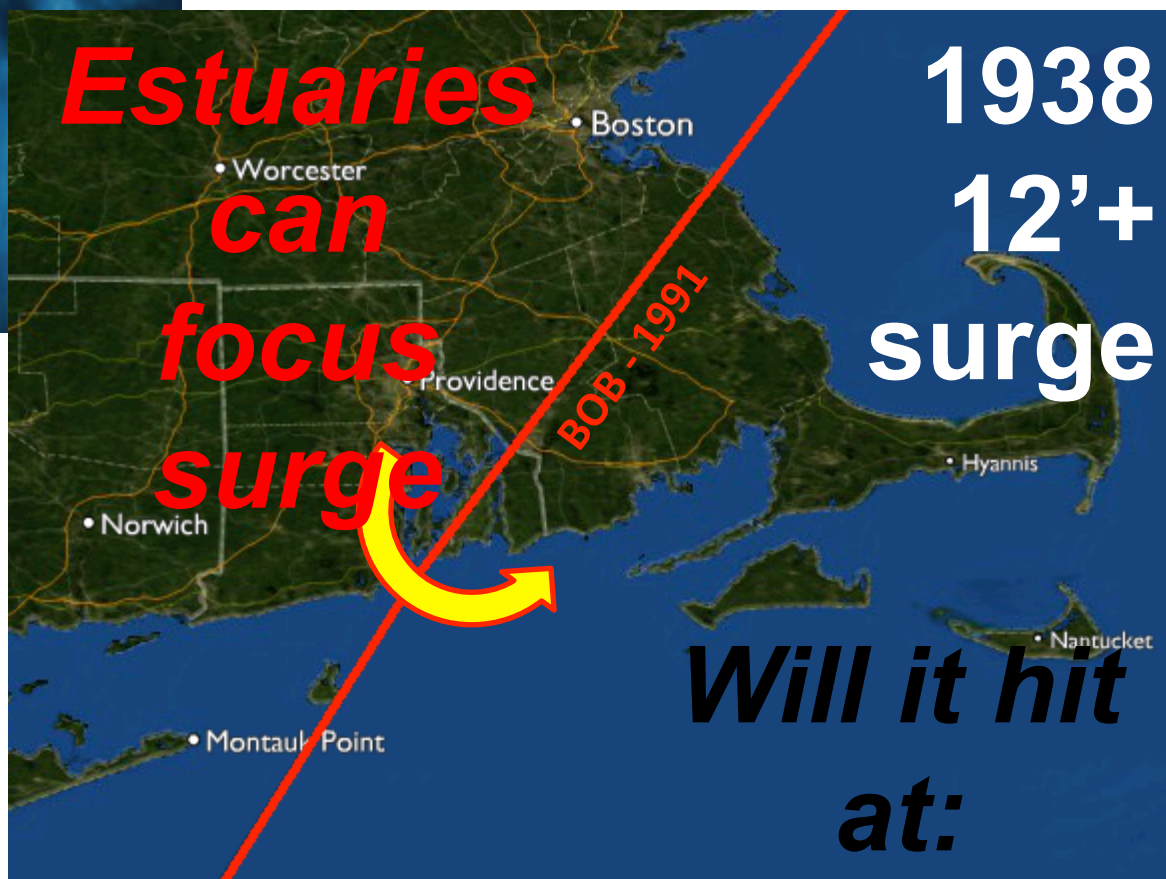 Estuaries
can
focus
surge
1938
12’+
surge
Boston
Worcester
BOB - 1991
Providence
Hyannis
Norwich
Nantucket
Montauk Point
Will it hit
at: